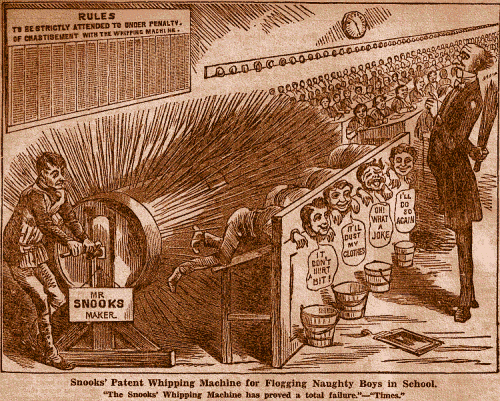 RULES
TO BE STRICTLY ATTENDED TO UNDER PENALTY.
OF CHASTISEMENT WITH THE WHIPPING MACHINE.
IT
DON'T
HURT
A
BIT!
IT'LL
DUST
MY
CLOTHES
OH!
WHAT
A
JOKE
I'LL
DO
SO
AGAIN
MR
SNOOKS
MAKER.
Snooks' Patent Whipping Machine for Flogging Naughty Boys in School.
"The Snooks' Whipping Machine has proved a total failure."—"Times."